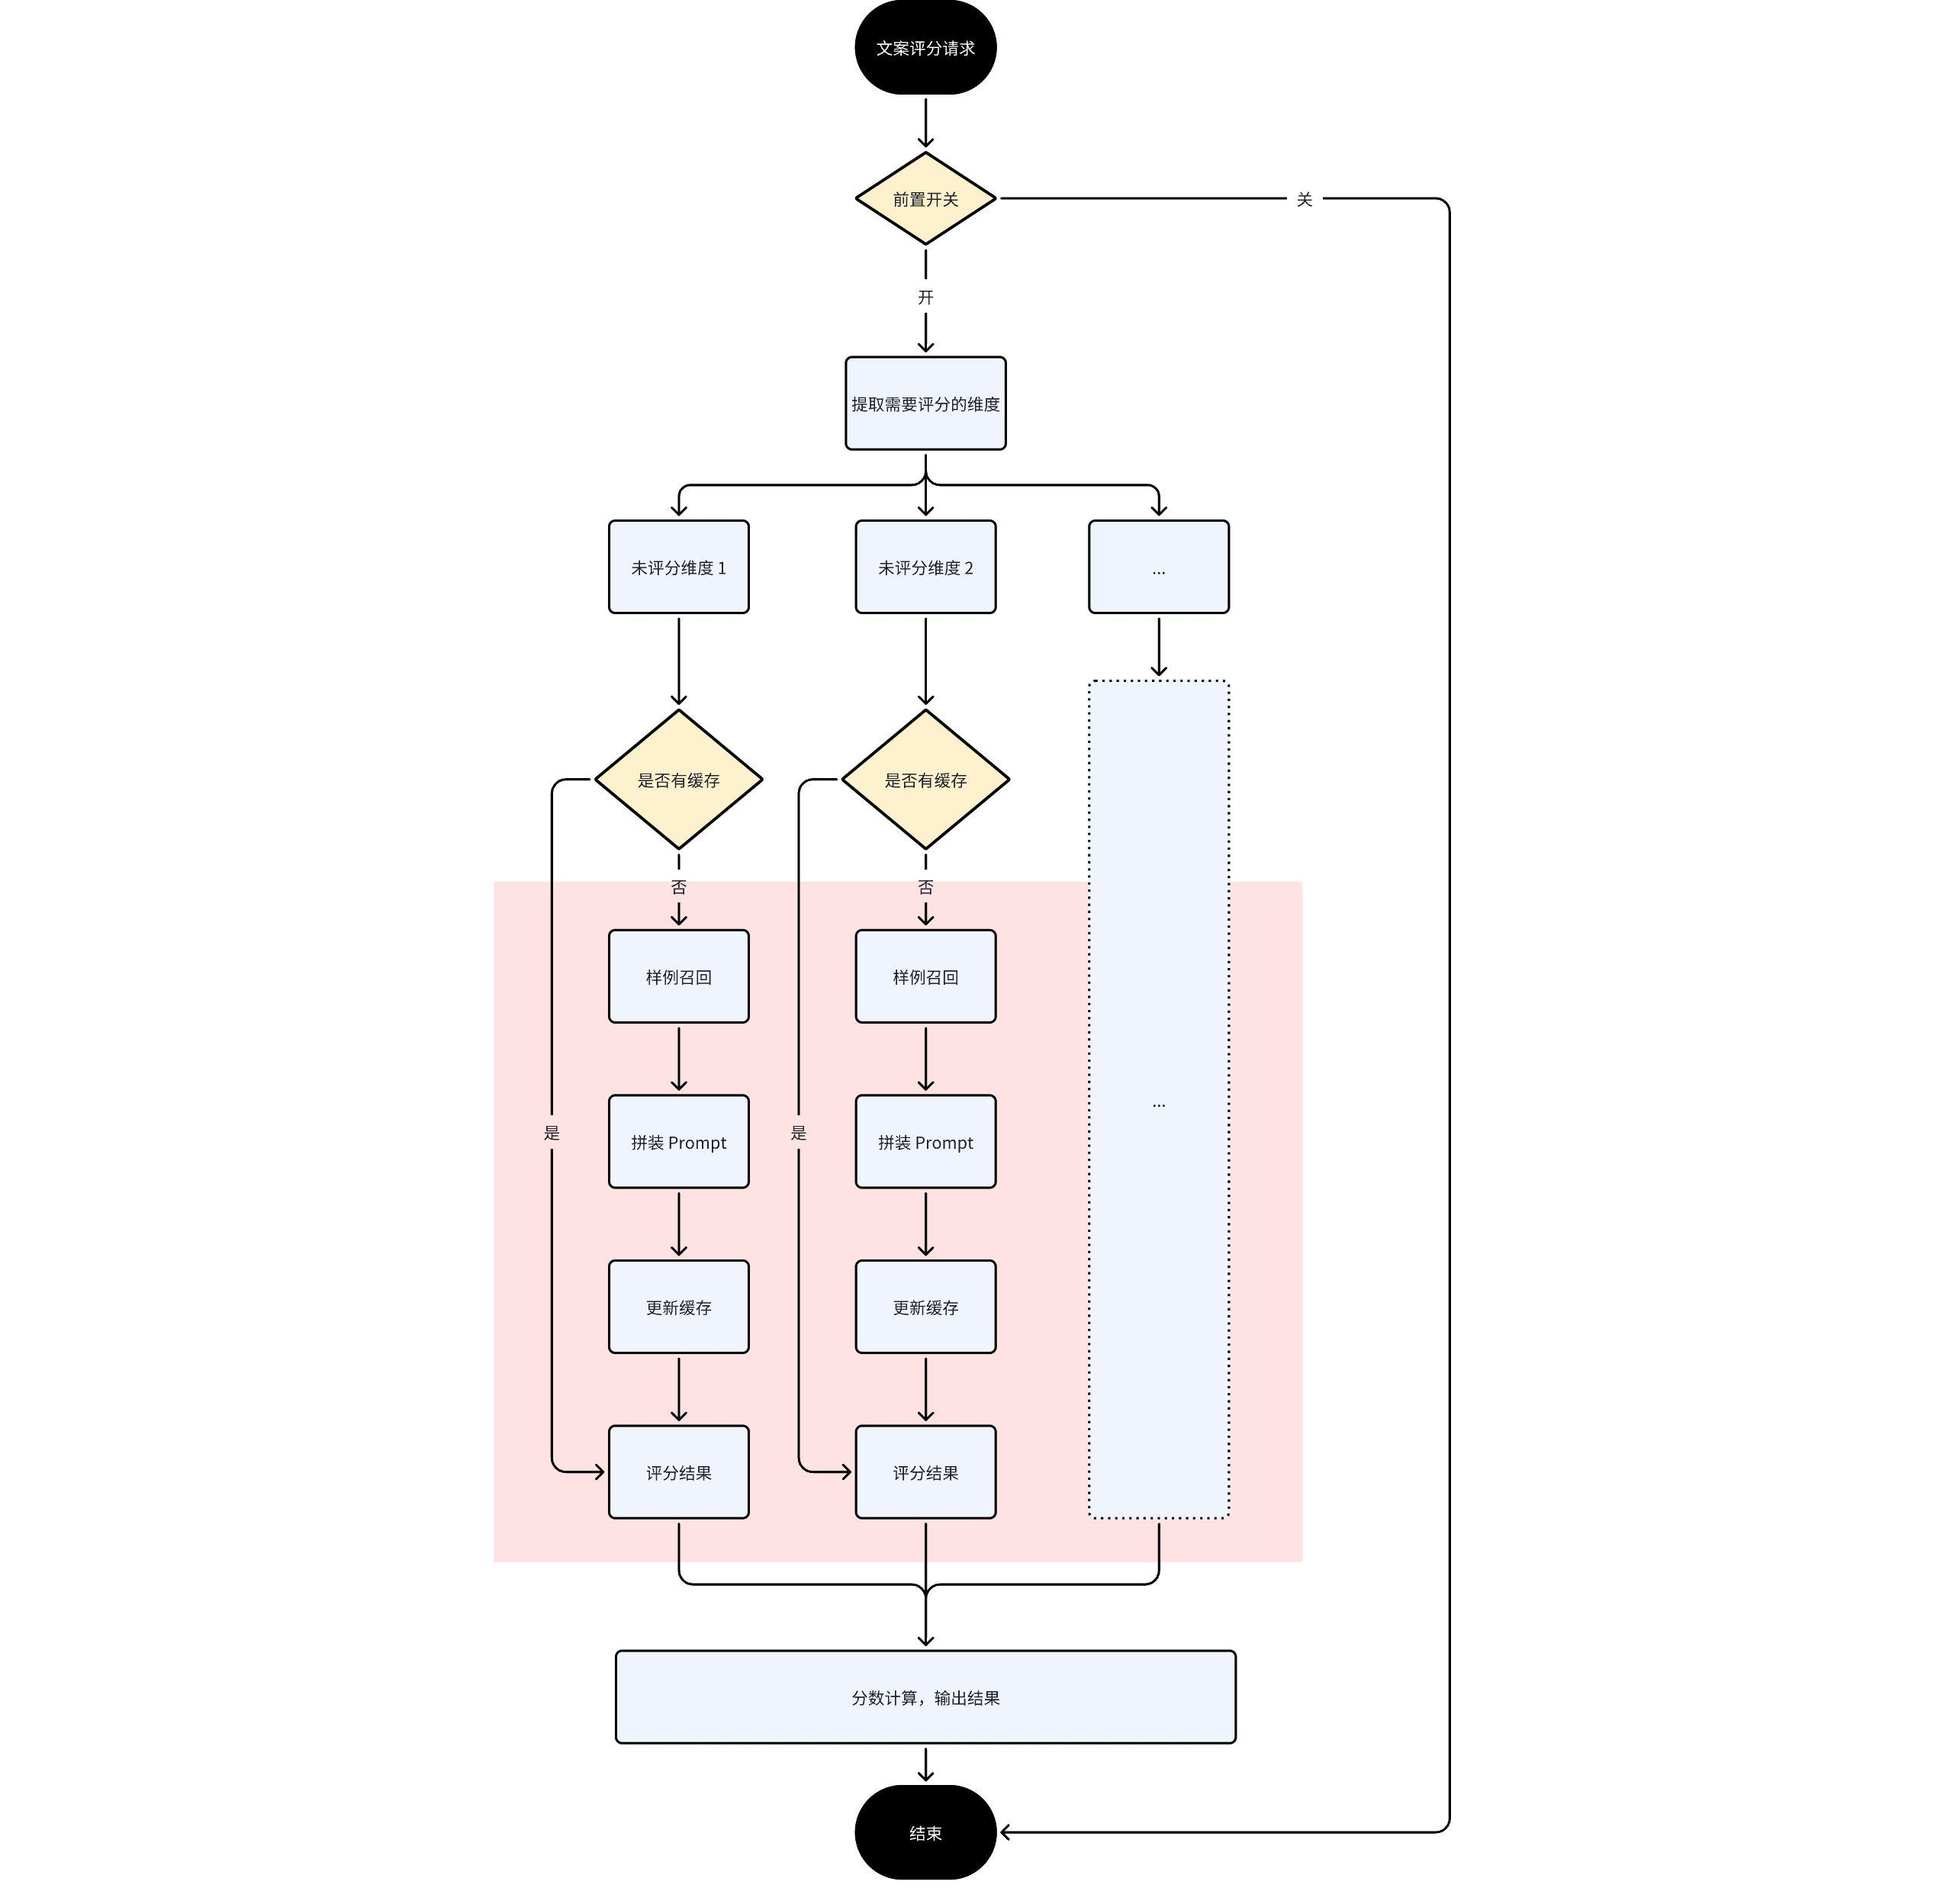 文案评分请求
前置开关
关
开
提取需要评分的维度
未评分维度 1
未评分维度 2
...
是否有缓存
是否有缓存
否
否
样例召回
样例召回
...
是
拼装 Prompt
是
拼装 Prompt
更新缓存
更新缓存
评分结果
评分结果
分数计算，输出结果
结束